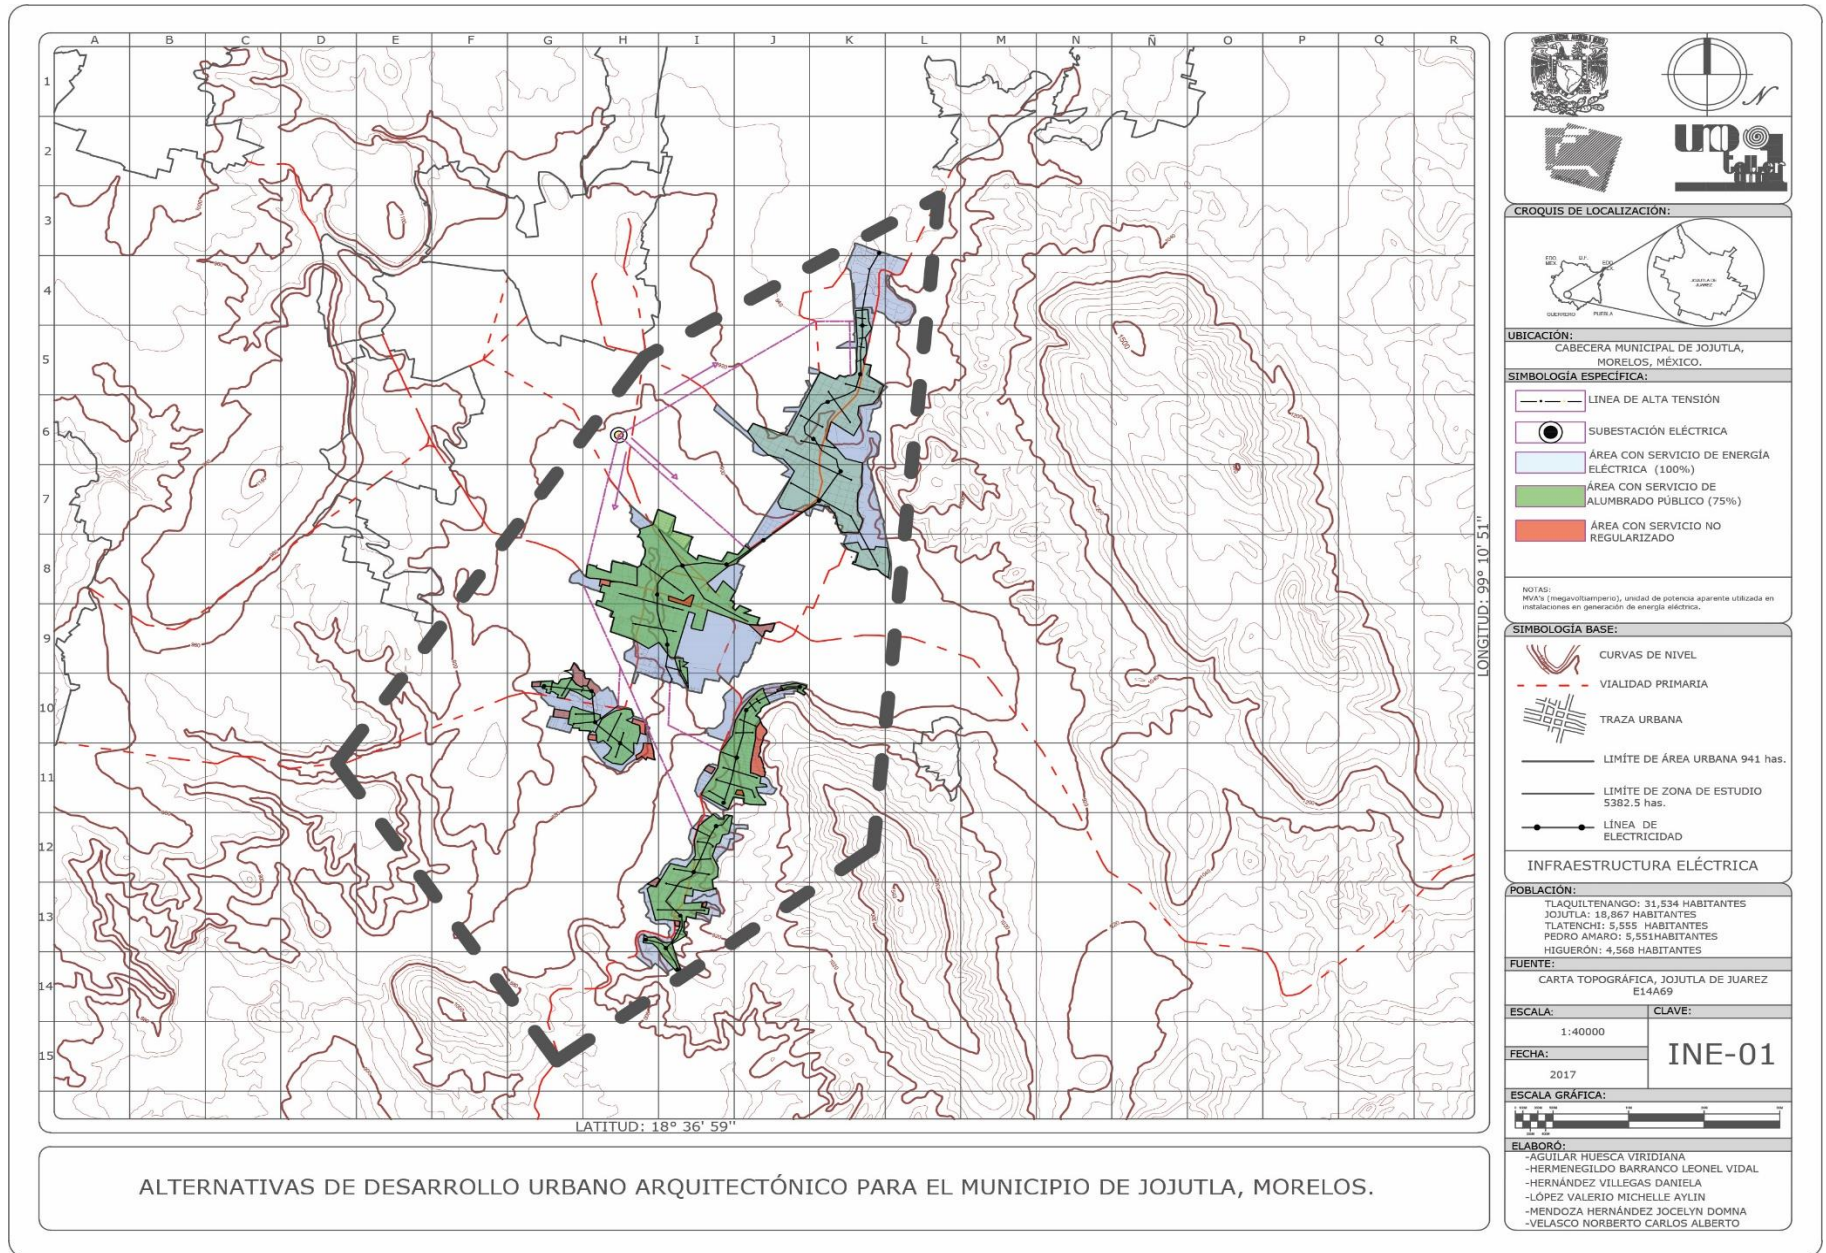 A B C D E F G H I J K L M N Ñ O P Q R
1
2
3
4
5
6
7
8
9
10
11
12
13
14
15
LATITUD: 18° 36' 59''
LONGITUD: 99° 10' 51"
ALTERNATIVAS DE DESARROLLO URBANO ARQUITECTÓNICO PARA EL MUNICIPIO DE JOJUTLA, MORELOS.
N
CROQUIS DE LOCALIZACIÓN:
EDO. MEX.
D.F.
GUERRERO
PUEBLA
JOJUTLA DE
JUAREZ
UBICACIÓN:
CABECERA MUNICIPAL DE JOJUTLA,
MORELOS, MÉXICO.
SIMBOLOGÍA ESPECÍFICA:
LINEA DE ALTA TENSIÓN
SUBESTACIÓN ELÉCTRICA
ÁREA CON SERVICIO DE ENERGÍA
ELÉCTRICA (100%)
ÁREA CON SERVICIO DE
ALUMBRADO PÚBLICO (75%)
ÁREA CON SERVICIO NO
REGULARIZADO
NOTAS:
MVA's (megavoltiamperio), unidad de potencia aparente utilizada en
instalaciones en generación de energía eléctrica.
SIMBOLOGÍA BASE:
CURVAS DE NIVEL
VIALIDAD PRIMARIA
TRAZA URBANA
LIMÍTE DE ÁREA URBANA 941 has.
LIMÍTE DE ZONA DE ESTUDIO
5382.5 has.
LÍNEA DE
ELECTRICIDAD
INFRAESTRUCTURA ELÉCTRICA
POBLACIÓN:
TLAQUILTENANGO: 31,534 HABITANTES
JOJUTLA: 18,867 HABITANTES
TLATENCHI: 5,555 HABITANTES
PEDRO AMARO: 5,551HABITANTES
HIGUERÓN: 4,568 HABITANTES
FUENTE:
CARTA TOPOGRÁFICA, JOJUTLA DE JUAREZ
E14A69
ESCALA:
1:40000
CLAVE:
INE-01
FECHA:
2017
ESCALA GRÁFICA:
ELABORÓ:
-AGUILAR HUESCA VIRIDIANA
-HERMENEGILDO BARRANCO LEONEL VIDAL
-HERNÁNDEZ VILLEGAS DANIELA
-LÓPEZ VALERIO MICHELLE AYLIN
-MENDOZA HERNÁNDEZ JOCELYN DOMNA
-VELASCO NORBERTO CARLOS ALBERTO